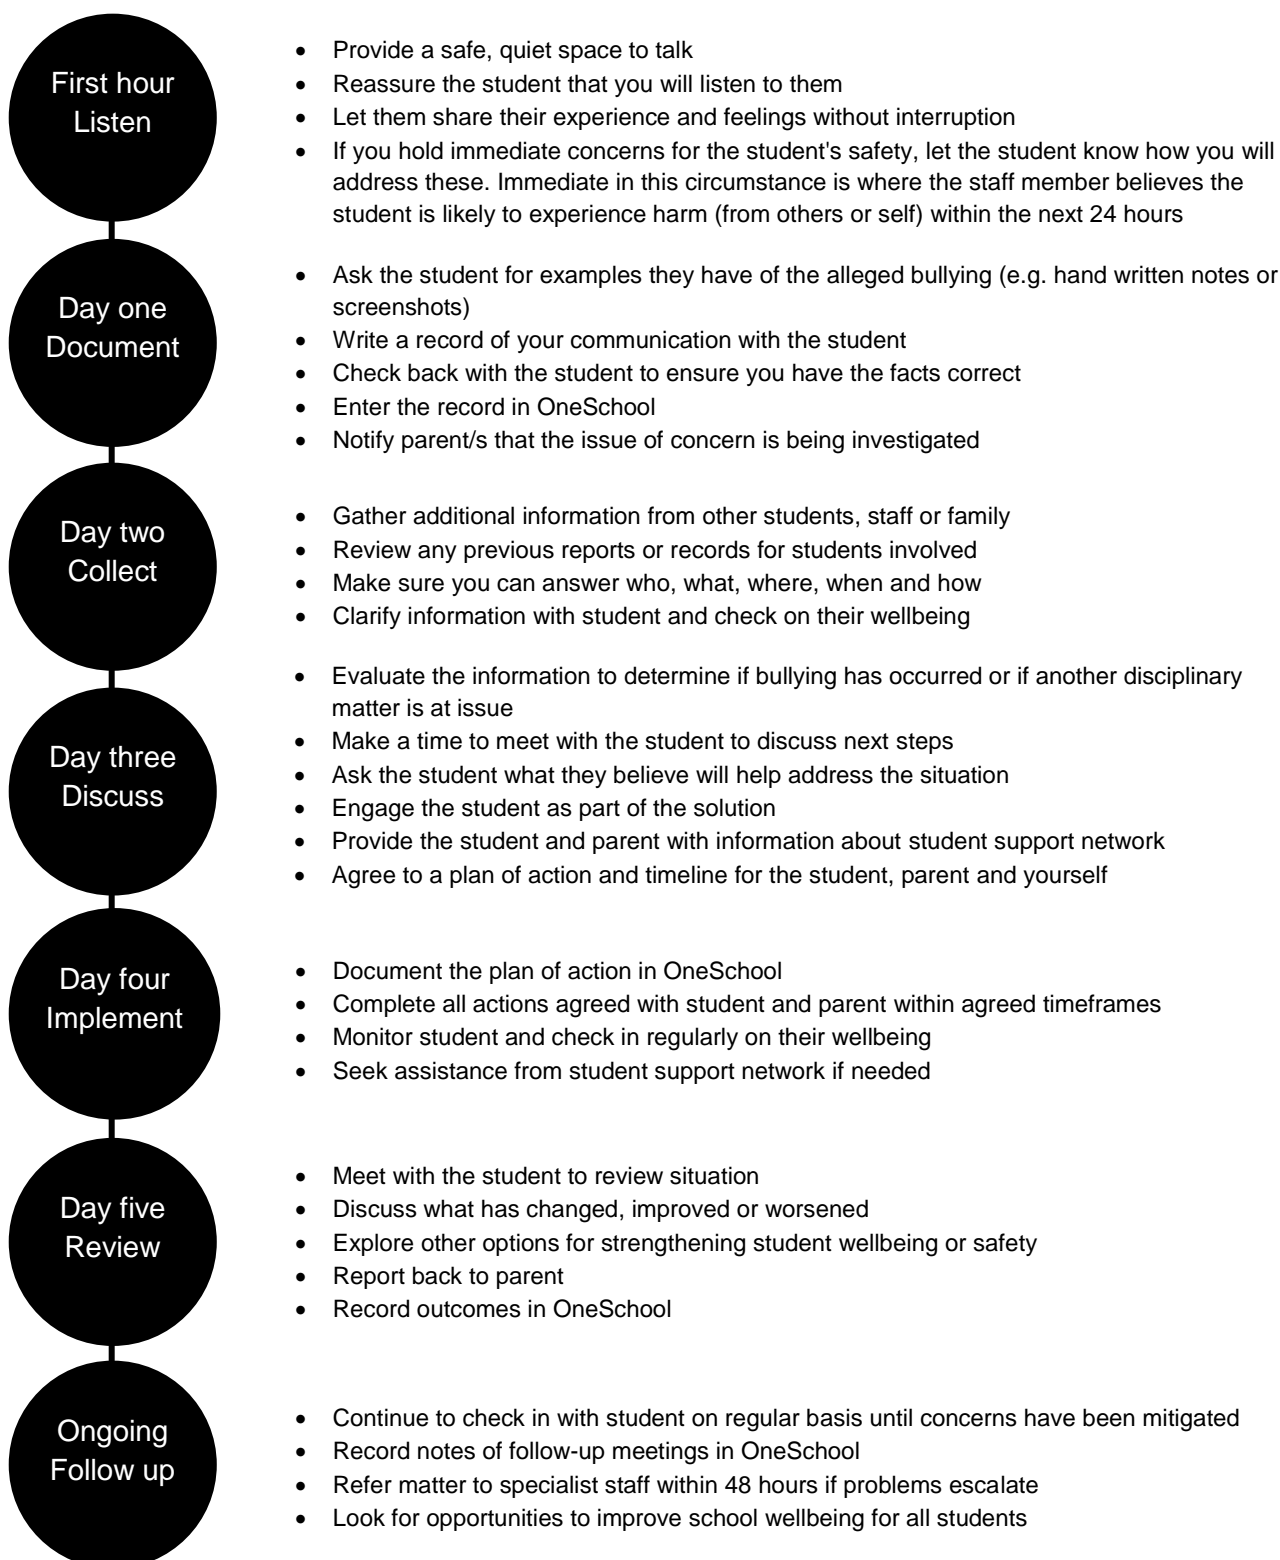 First hour
Listen
• Provide a safe, quiet space to talk
• Reassure the student that you will listen to them
• Let them share their experience and feelings without interruption
• If you hold immediate concerns for the student's safety, let the student know how you will
address these. Immediate in this circumstance is where the staff member believes the
student is likely to experience harm (from others or self) within the next 24 hours
Day one
Document
• Ask the student for examples they have of the alleged bullying (e.g. hand written notes or
screenshots)
• Write a record of your communication with the student
• Check back with the student to ensure you have the facts correct
• Enter the record in OneSchool
• Notify parent/s that the issue of concern is being investigated
Day two
Collect
• Gather additional information from other students, staff or family
• Review any previous reports or records for students involved
• Make sure you can answer who, what, where, when and how
• Clarify information with student and check on their wellbeing
Day three
Discuss
• Evaluate the information to determine if bullying has occurred or if another disciplinary
matter is at issue
• Make a time to meet with the student to discuss next steps
• Ask the student what they believe will help address the situation
• Engage the student as part of the solution
• Provide the student and parent with information about student support network
• Agree to a plan of action and timeline for the student, parent and yourself
Day four
Implement
• Document the plan of action in OneSchool
• Complete all actions agreed with student and parent within agreed timeframes
• Monitor student and check in regularly on their wellbeing
• Seek assistance from student support network if needed
Day five
Review
• Meet with the student to review situation
• Discuss what has changed, improved or worsened
• Explore other options for strengthening student wellbeing or safety
• Report back to parent
• Record outcomes in OneSchool
Ongoing
Follow up
• Continue to check in with student on regular basis until concerns have been mitigated
• Record notes of follow-up meetings in OneSchool
• Refer matter to specialist staff within 48 hours if problems escalate
• Look for opportunities to improve school wellbeing for all students